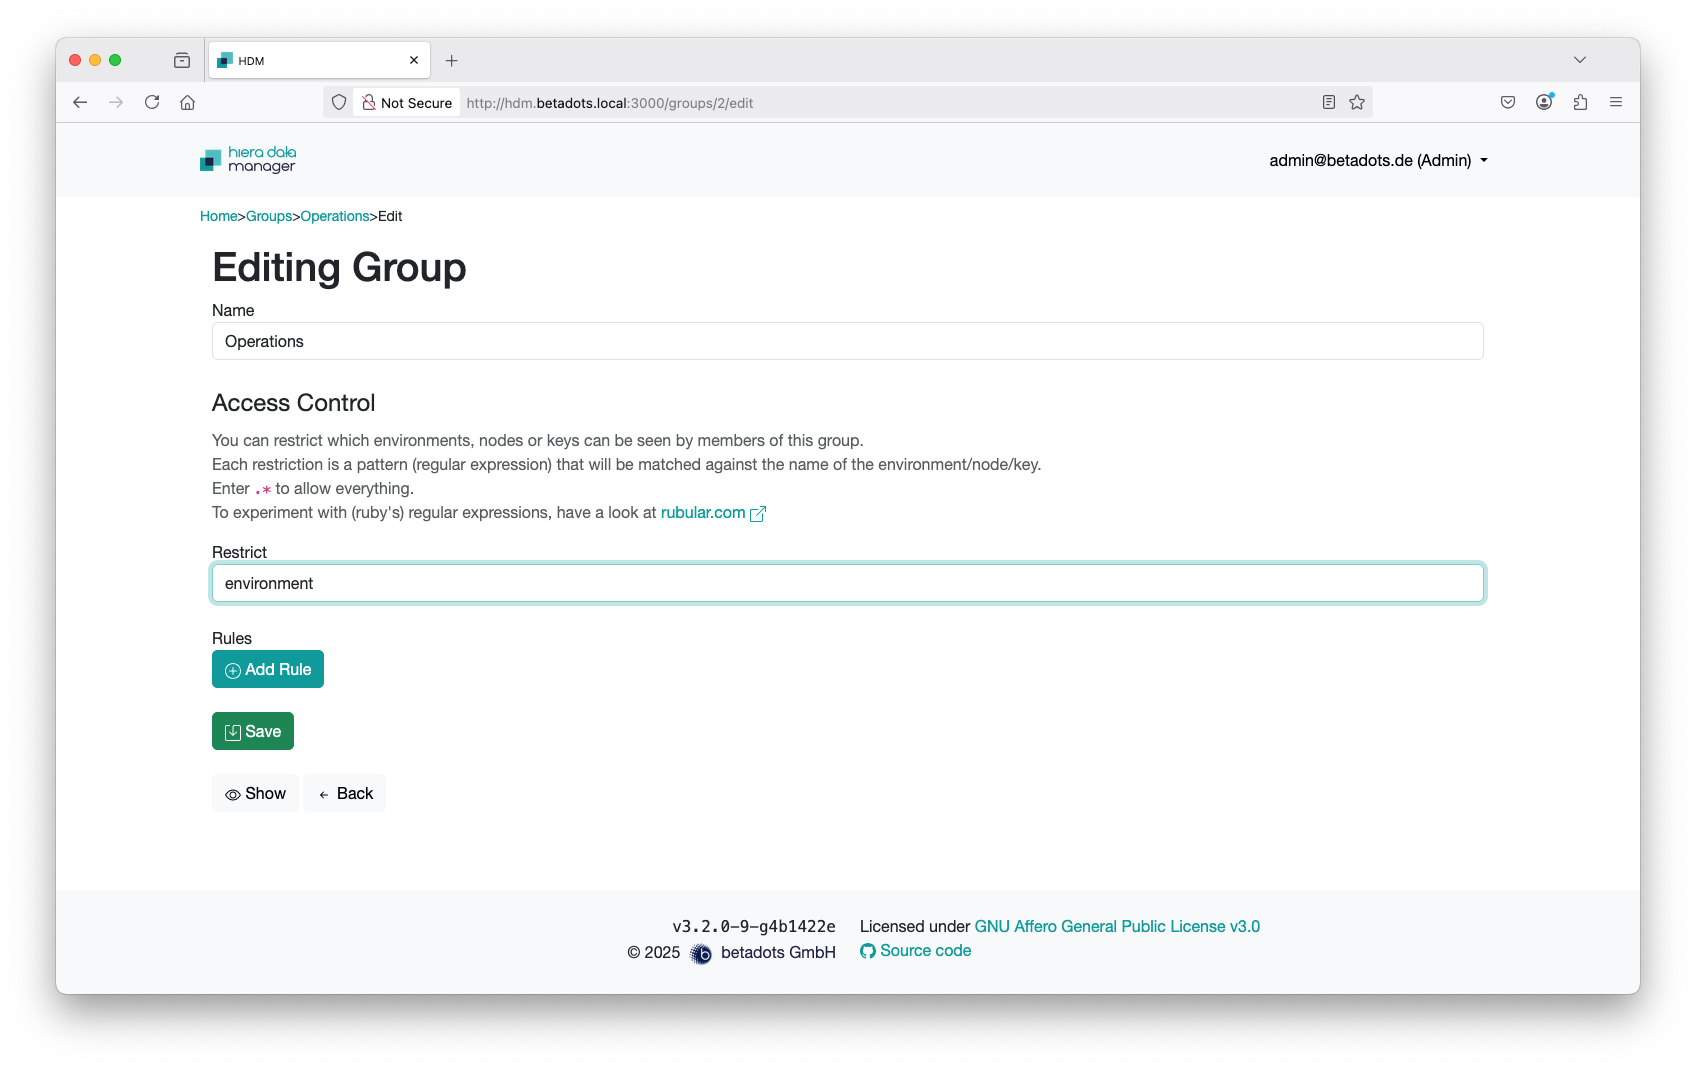 HDM
Not Secure http://hdm.betadots.local:3000/groups/2/edit
hiera data
manager
admin@betadots.de (Admin)
Home>Groups>Operations>Edit
Editing Group
Name
Operations
Access Control
You can restrict which environments, nodes or keys can be seen by members of this group.
Each restriction is a pattern (regular expression) that will be matched against the name of the environment/node/key.
Enter .* to allow everything.
To experiment with (ruby's) regular expressions, have a look at rubular.com
Restrict
environment
Rules
Add Rule
Save
Show
← Back
v3.2.0-9-g4b1422e
© 2025 b betadots GmbH
Licensed under GNU Affero General Public License v3.0
Source code